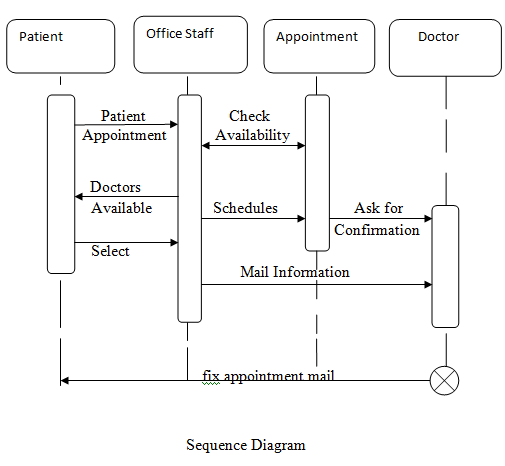 Patient
Office Staff
Appointment
Doctor
Patient
Appointment
Check
Availability
Doctors
Available
Schedules
Ask for
Confirmation
Select
Mail Information
fix appointment mail
Sequence Diagram